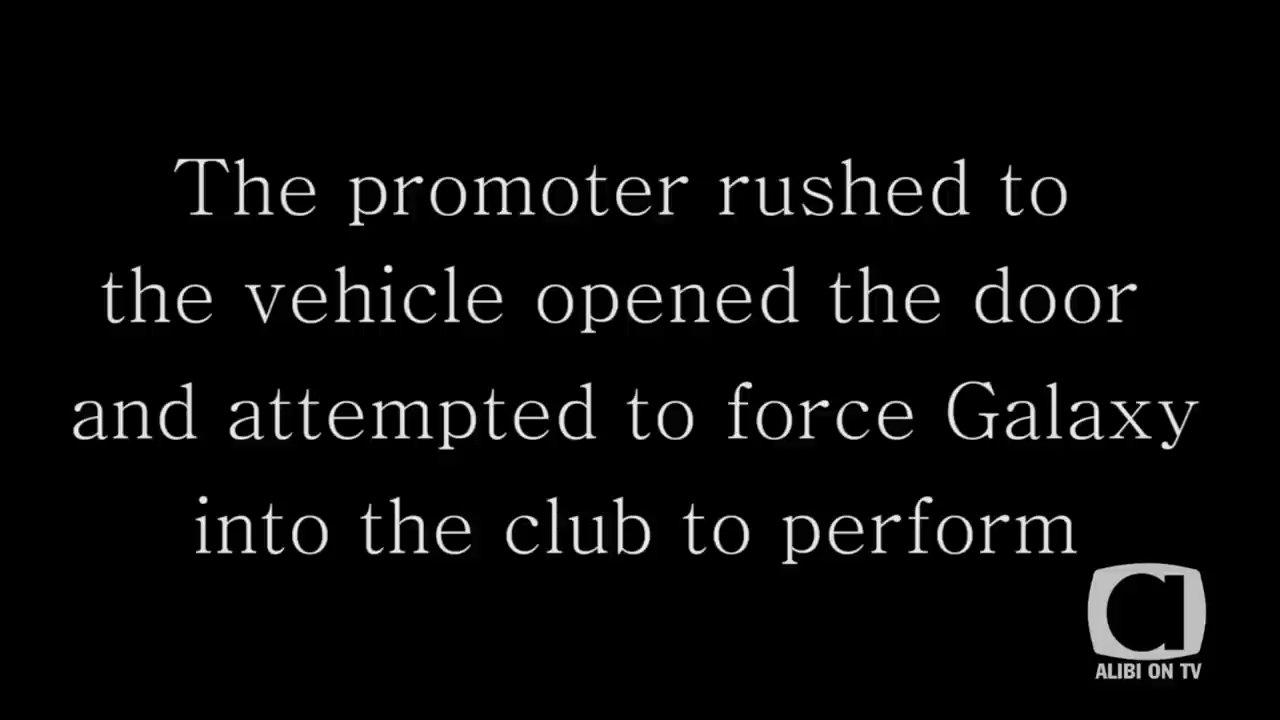 The promoter rushed to
the vehicle opened the door
and attempted to force Galaxy
into the club to perform
a
ALIBI ON TV